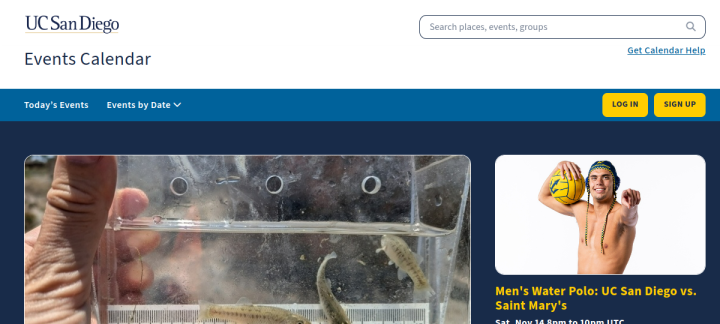 UC San Diego
Search places, events, groups
Get Calendar Help
Events Calendar
Today's Events
Events by Date
LOG IN
SIGN UP
Men's Water Polo: UC San Diego vs.
Saint Mary's
Sat, Nov 14 8pm to 10pm UTC